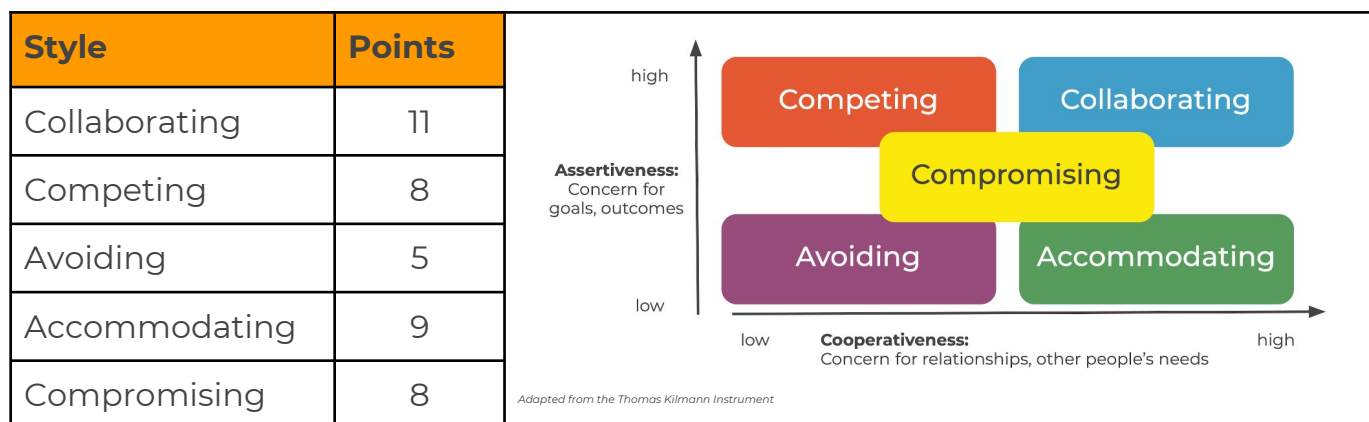 Style Points
Collaborating 11
Competing 8
Avoiding 5
Accommodating 9
Compromising 8
high
Competing Collaborating
Assertiveness:
Concern for
goals, outcomes
Compromising
Avoiding Accommodating
low
low Cooperativeness: high
Concern for relationships, other people’s needs
Adapted from the Thomas Kilmann Instrument